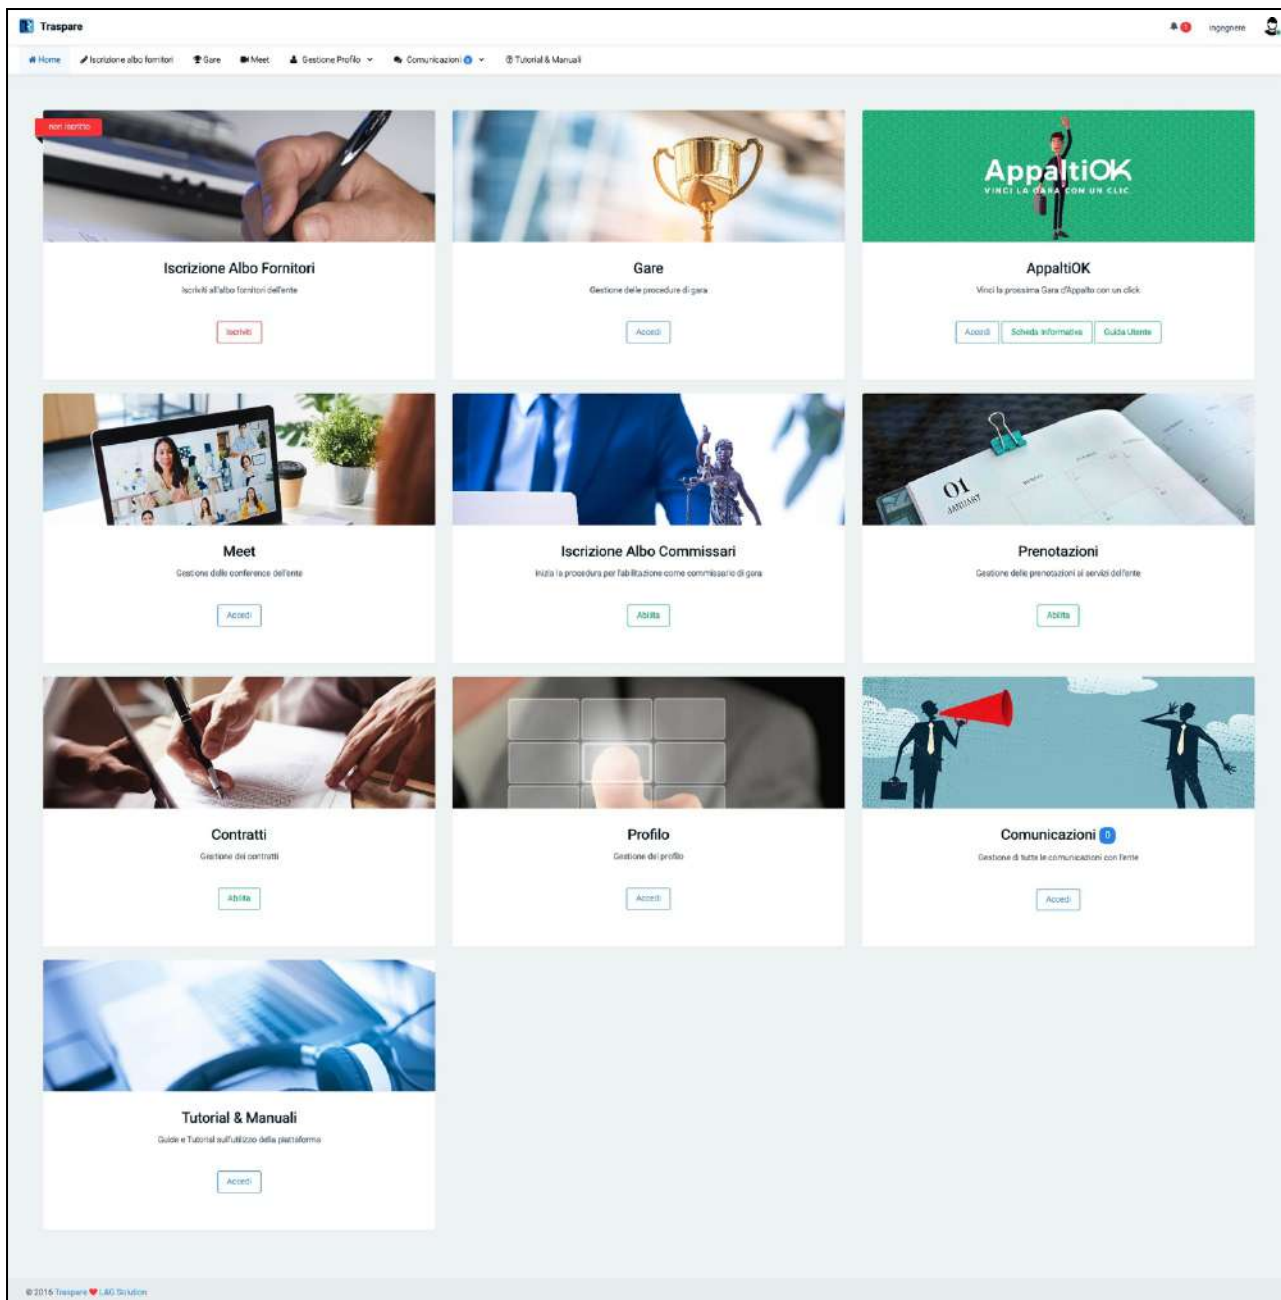 Traspare
ingegnere
Home Iscrizione albo fornitori Gare Meet Gestione Profilo Comunicazioni 0 Tutorial & Manuali
non iscritto
AppaltiOK
VINCI LA GARA CON UN CLIC
Iscrizione Albo Fornitori
Iscriviti all'albo fornitori dell'ente
Iscriviti
Gare
Gestione delle procedure di gara
Accedi
AppaltiOK
Vinci la prossima Gara d'Appalto con un click
Accedi Scheda Informativa Guida Utente
01
JANUARY
Meet
Gestione delle conference dell'ente
Accedi
Iscrizione Albo Commissari
Inizia la procedura per l'abilitazione come commissario di gara
Abilita
Prenotazioni
Gestione delle prenotazioni ai servizi dell'ente
Abilita
Contratti
Gestione dei contratti
Abilita
Profilo
Gestione del profilo
Accedi
Comunicazioni 0
Gestione di tutte le comunicazioni con l'ente
Accedi
Tutorial & Manuali
Guide e Tutorial sull'utilizzo della piattaforma
Accedi
© 2016 Traspare ❤ L&G Solution